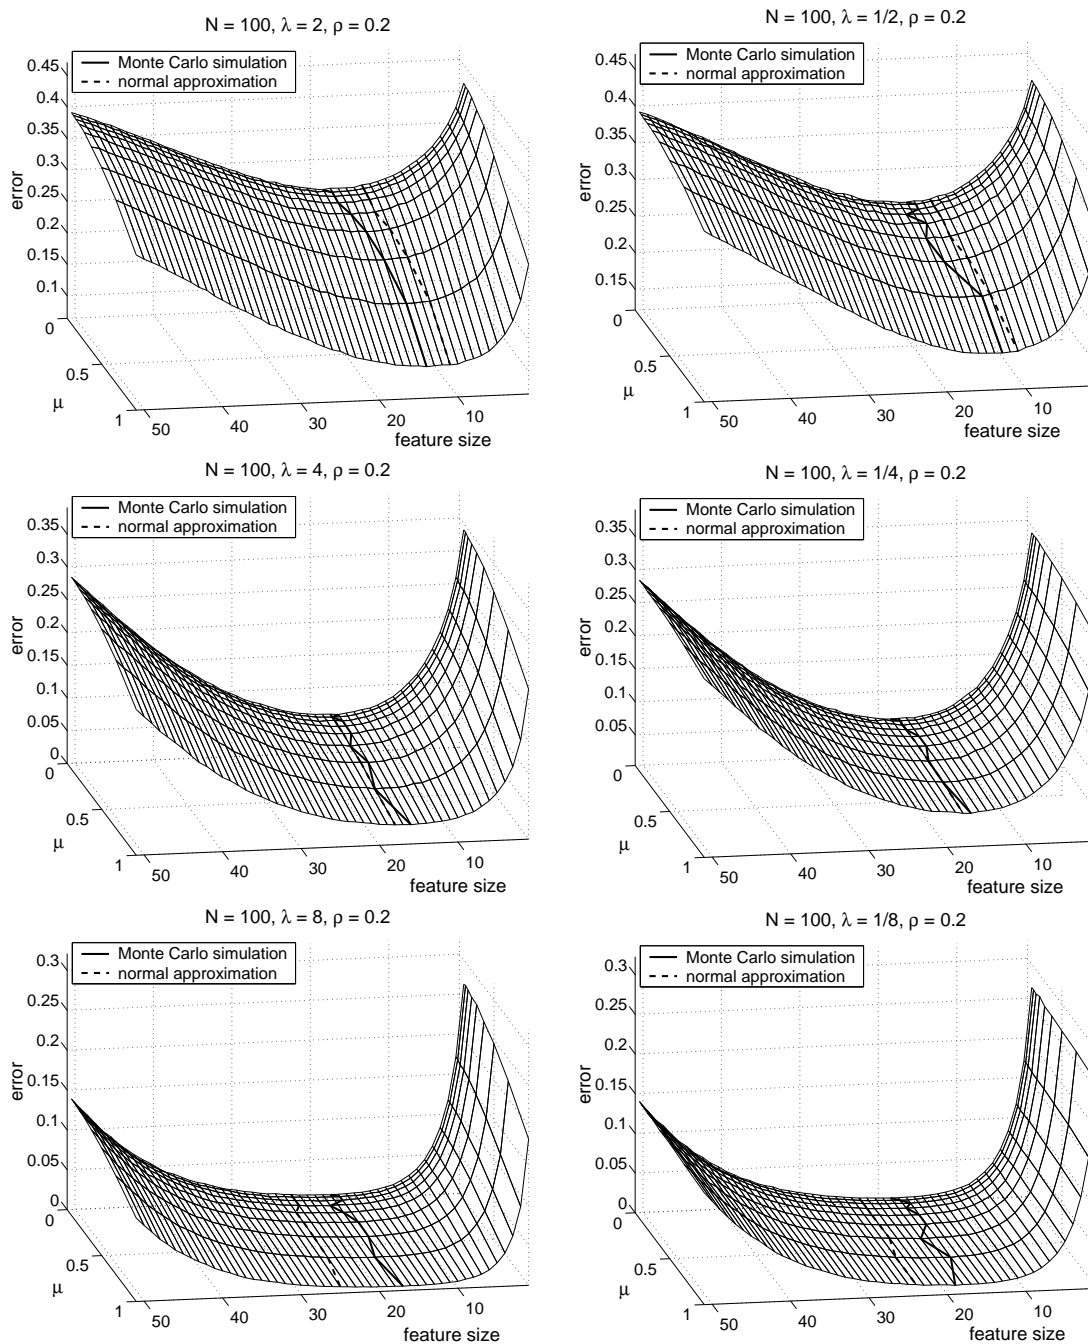 N = 100, λ = 2, ρ = 0.2
Monte Carlo simulation
normal approximation
0.45
0.4
0.35
0.3
0.25
0.2
0.15
0.1
error
0
0.5
1
μ
50
40
30
20
10
feature size
N = 100, λ = 1/2, ρ = 0.2
Monte Carlo simulation
normal approximation
0.45
0.4
0.35
0.3
0.25
0.2
0.15
error
0
0.5
1
μ
50
40
30
20
10
feature size
N = 100, λ = 4, ρ = 0.2
Monte Carlo simulation
normal approximation
0.35
0.3
0.25
0.2
0.15
0.1
0.05
0
error
0
0.5
1
μ
50
40
30
20
10
feature size
N = 100, λ = 1/4, ρ = 0.2
Monte Carlo simulation
normal approximation
0.35
0.3
0.25
0.2
0.15
0.1
0.05
0
error
0.5
1
μ
50
40
30
20
10
feature size
N = 100, λ = 8, ρ = 0.2
Monte Carlo simulation
normal approximation
0.3
0.25
0.2
0.15
0.1
0.05
0
error
0
0.5
1
μ
50
40
30
20
10
feature size
N = 100, λ = 1/8, ρ = 0.2
Monte Carlo simulation
normal approximation
0.3
0.25
0.2
0.15
0.1
0.05
0
error
0
0.5
1
μ
50
40
30
20
10
feature size